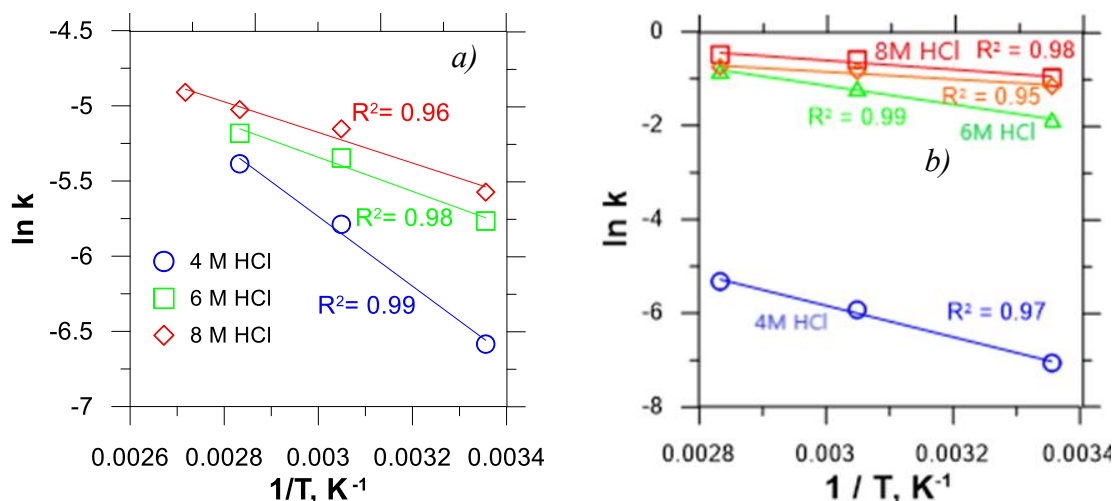 a)
-4.5
-5
-5.5
-6
-6.5
-7
ln k
R²= 0.96
R²= 0.98
R²= 0.99
4 M HCl
6 M HCl
8 M HCl
0.0026 0.0028 0.003 0.0032 0.0034
1/T, K⁻¹
b)
0
-2
-4
-6
-8
ln k
8M HCl R² = 0.98
R² = 0.95
R² = 0.99
6M HCl
4M HCl
R² = 0.97
0.0028 0.003 0.0032 0.0034
1 / T, K⁻¹